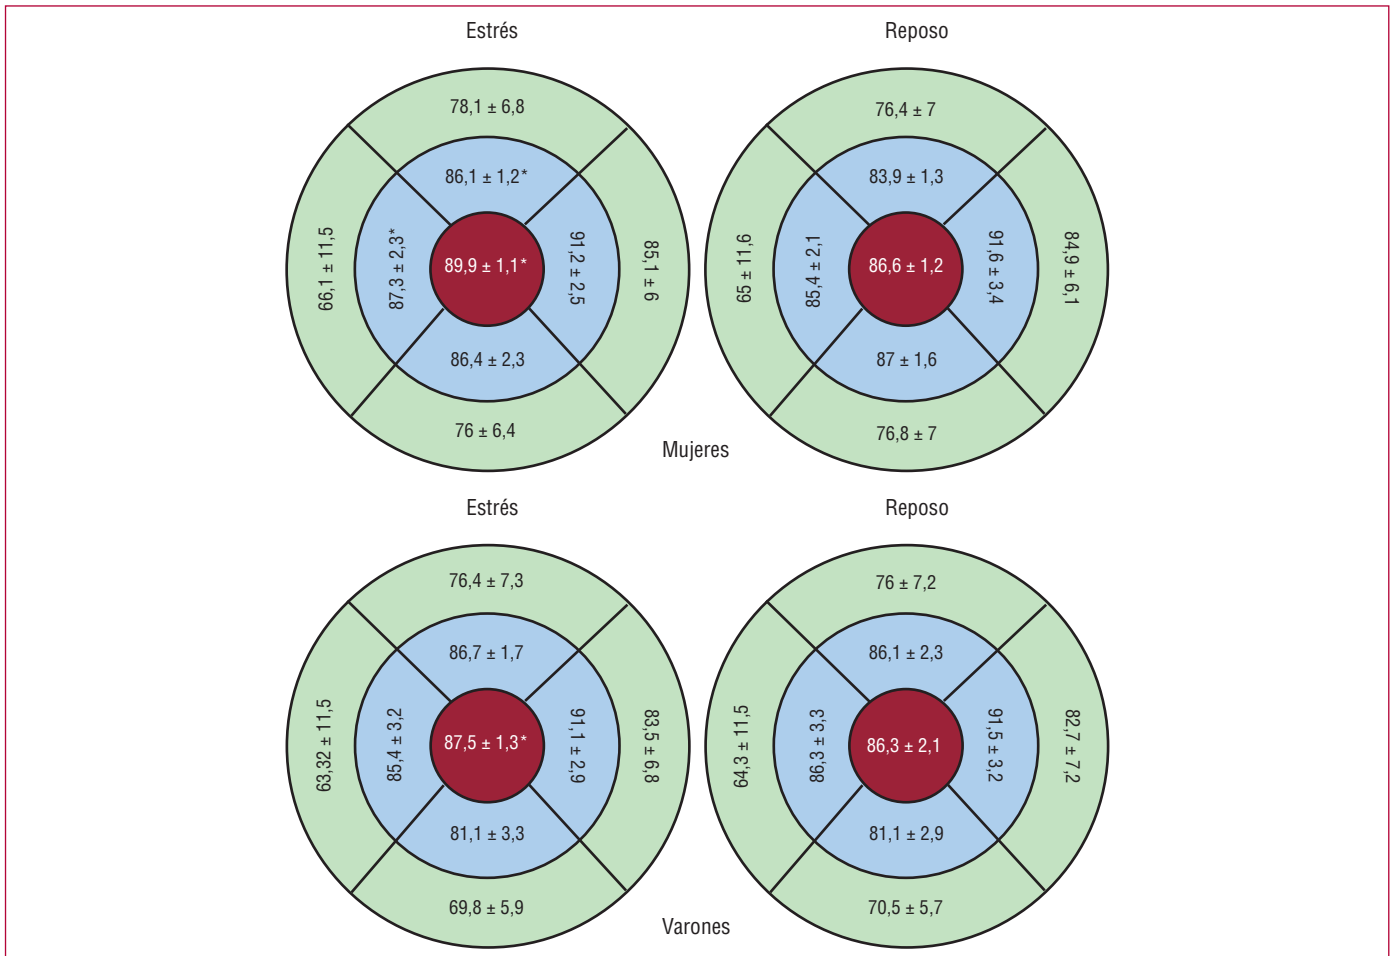 Estrés
Reposo
78,1 ± 6,8
86,1 ± 1,2*
66,1 ± 11,5
87,3 ± 2,3*
89,9 ± 1,1*
91,2 ± 2,5
85,1 ± 6
86,4 ± 2,3
76 ± 6,4
76,4 ± 7
83,9 ± 1,3
65 ± 11,6
85,4 ± 2,1
86,6 ± 1,2
91,6 ± 3,4
84,9 ± 6,1
87 ± 1,6
76,8 ± 7
Mujeres
Estrés
Reposo
76,4 ± 7,3
86,7 ± 1,7
63,32 ± 11,5
85,4 ± 3,2
87,5 ± 1,3*
91,1 ± 2,9
83,5 ± 6,8
81,1 ± 3,3
69,8 ± 5,9
76 ± 7,2
86,1 ± 2,3
64,3 ± 11,5
86,3 ± 3,3
86,3 ± 2,1
91,5 ± 3,2
82,7 ± 7,2
81,1 ± 2,9
70,5 ± 5,7
Varones